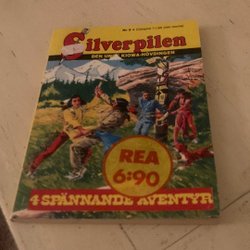 Silverpilen
DEN UNGE KIOWA-HÖVDINGEN
REA
6:90
4 SPÄNNANDE ÄVENTYR